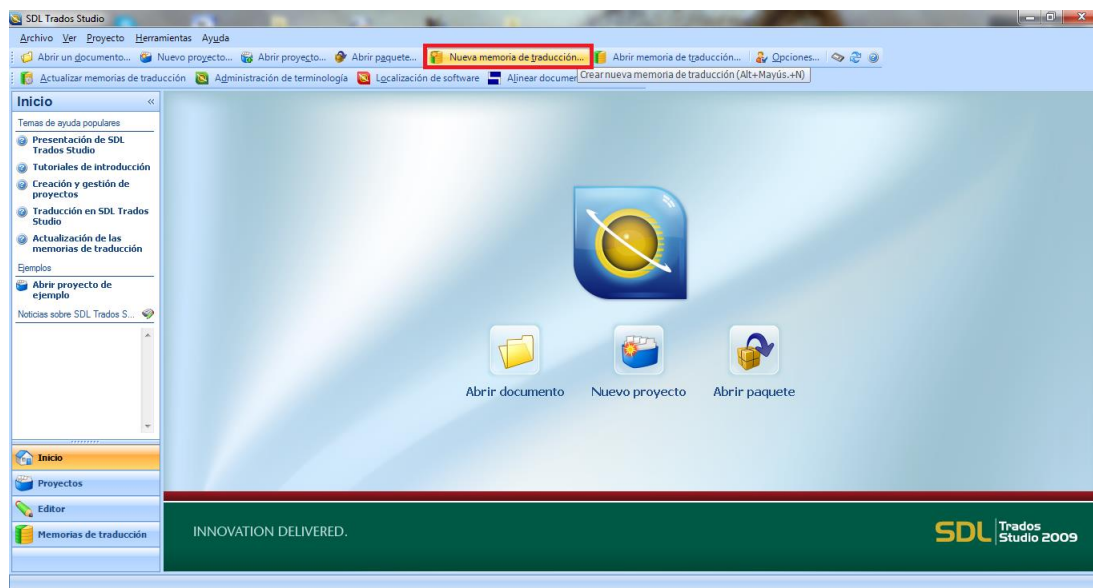 SDL Trados Studio
Archivo Ver Proyecto Herramientas Ayuda
Abrir un documento... Nuevo proyecto... Abrir proyecto... Abrir paquete... Nueva memoria de traducción... Abrir memoria de traducción... Opciones...
Actualizar memorias de traducción Administración de terminología Localización de software Alinear documen
Crear nueva memoria de traducción (Alt+Mayús.+N)
Inicio «
Temas de ayuda populares
Presentación de SDL
Trados Studio
Tutoriales de introducción
Creación y gestión de
proyectos
Traducción en SDL Trados
Studio
Actualización de las
memorias de traducción
Ejemplos
Abrir proyecto de
ejemplo
Noticias sobre SDL Trados S...
Abrir documento Nuevo proyecto Abrir paquete
Inicio
Proyectos
Editor
Memorias de traducción
INNOVATION DELIVERED.
SDL Trados
Studio 2009